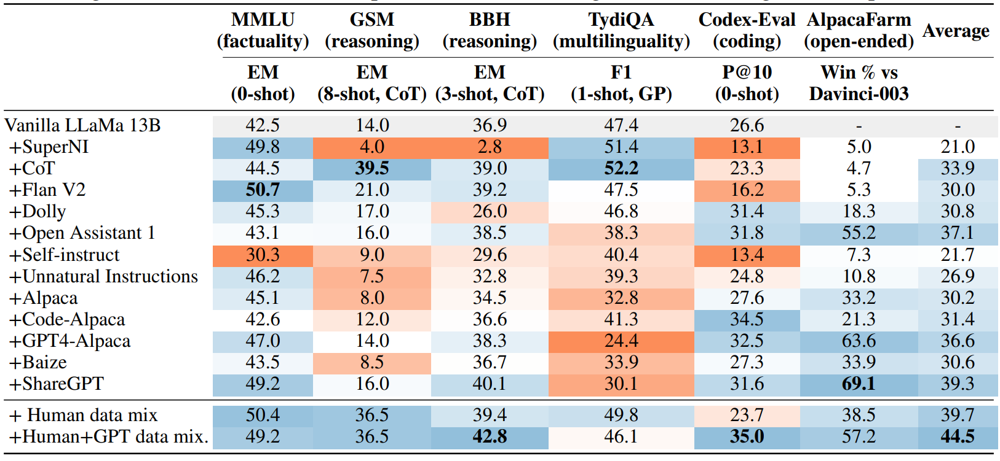 MMLU GSM BBH TydiQA Codex-Eval AlpacaFarm Average
(factuality) (reasoning) (reasoning) (multilinguality) (coding) (open-ended)
EM EM EM F1 P@10 Win % vs
(0-shot) (8-shot, CoT) (3-shot, CoT) (1-shot, GP) (0-shot) Davinci-003
Vanilla LLaMa 13B 42.5 14.0 36.9 47.4 26.6 - -
+SuperNI 49.8 4.0 2.8 51.4 13.1 5.0 21.0
+CoT 44.5 39.5 39.0 52.2 23.3 4.7 33.9
+Flan V2 50.7 21.0 39.2 47.5 16.2 5.3 30.0
+Dolly 45.3 17.0 26.0 46.8 31.4 18.3 30.8
+Open Assistant 1 43.1 16.0 38.5 38.3 31.8 55.2 37.1
+Self-instruct 30.3 9.0 29.6 40.4 13.4 7.3 21.7
+Unnatural Instructions 46.2 7.5 32.8 39.3 24.8 10.8 26.9
+Alpaca 45.1 8.0 34.5 32.8 27.6 33.2 30.2
+Code-Alpaca 42.6 12.0 36.6 41.3 34.5 21.3 31.4
+GPT4-Alpaca 47.0 14.0 38.3 24.4 32.5 63.6 36.6
+Baize 43.5 8.5 36.7 33.9 27.3 33.9 30.6
+ShareGPT 49.2 16.0 40.1 30.1 31.6 69.1 39.3
+ Human data mix 50.4 36.5 39.4 49.8 23.7 38.5 39.7
+Human+GPT data mix. 49.2 36.5 42.8 46.1 35.0 57.2 44.5